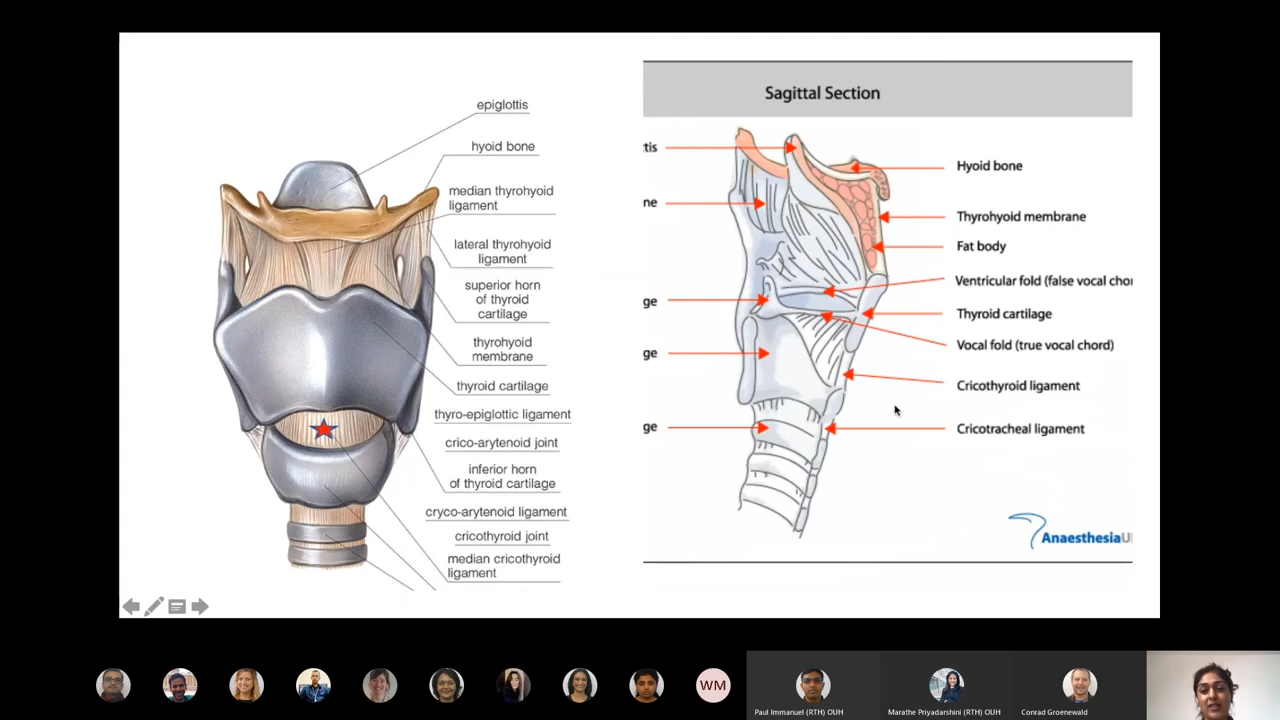 epiglottis
hyoid bone
median thyrohyoid
ligament
lateral thyrohyoid
ligament
superior horn
of thyroid
cartilage
thyrohyoid
membrane
thyroid cartilage
thyro-epiglottic ligament
crico-arytenoid joint
inferior horn
of thyroid cartilage
cryco-arytenoid ligament
cricothyroid joint
median cricothyroid
ligament
Sagittal Section
tis
ne
ge
ge
ge
Hyoid bone
Thyrohyoid membrane
Fat body
Ventricular fold (false vocal chor
Thyroid cartilage
Vocal fold (true vocal chord)
Cricothyroid ligament
Cricotracheal ligament
AnaesthesiaU
WM
Paul Immanuel (RTH) OUH
Marathe Priyadarshini (RTH) OUH
Conrad Groenewald